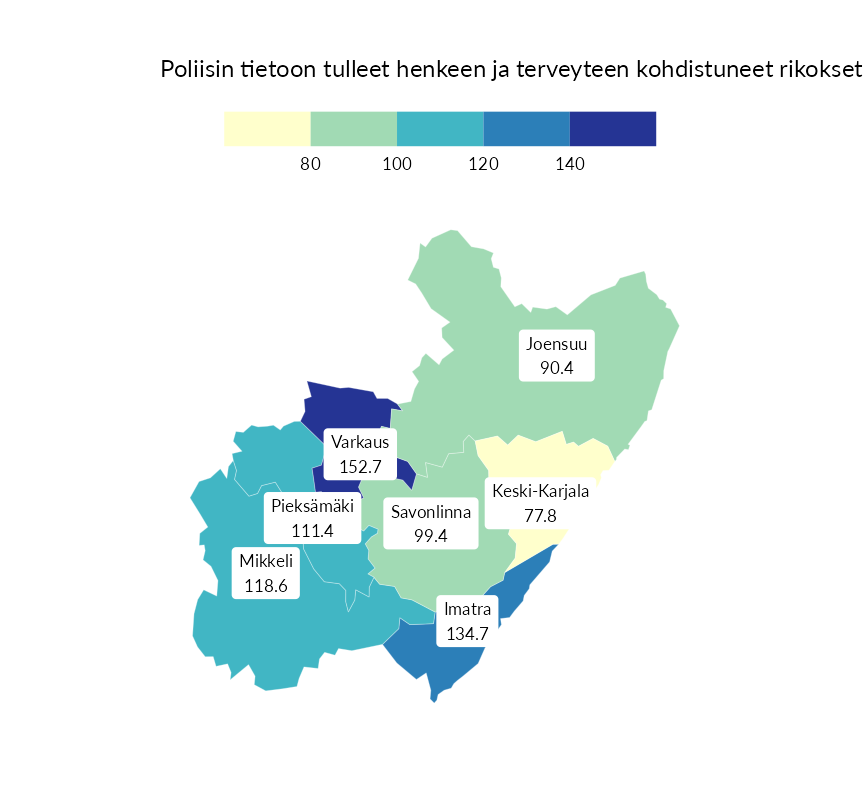 Poliisin tietoon tulleet henkeen ja terveyteen kohdistuneet rikokset
80 100 120 140
Joensuu
90.4
Varkaus
152.7
Keski-Karjala
77.8
Pieksämäki
111.4
Savonlinna
99.4
Mikkeli
118.6
Imatra
134.7